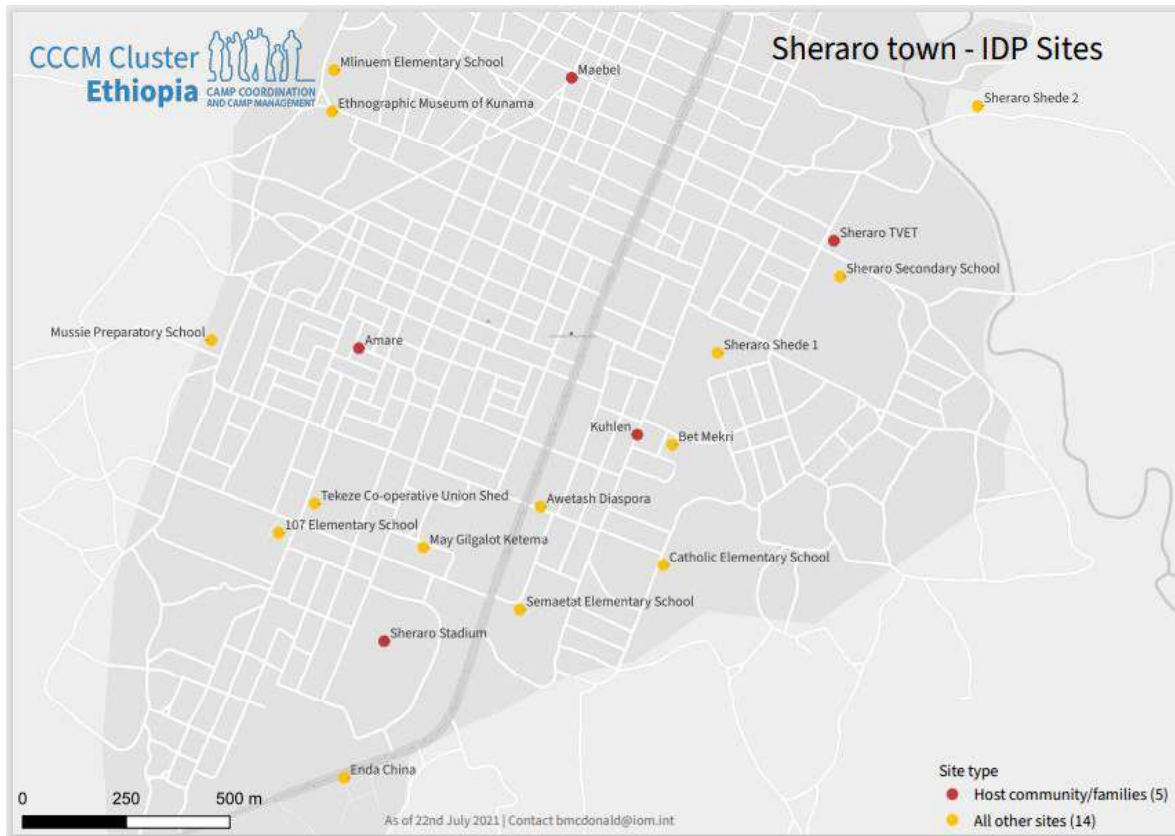 CCCM Cluster
Ethiopia
CAMP COORDINATION
AND CAMP MANAGEMENT
Sheraro town - IDP Sites
Mlinuem Elementary School
Maebel
Ethnographic Museum of Kunama
Sheraro Shede 2
Sheraro TVET
Sheraro Secondary School
Mussie Preparatory School
Amare
Sheraro Shede 1
Kuhlen
Bet Mekri
Tekeze Co-operative Union Shed
Awetash Diaspora
107 Elementary School
May Gilgalot Ketema
Catholic Elementary School
Semaetat Elementary School
Sheraro Stadium
Enda China
Site type
Host community/families (5)
All other sites (14)
0 250 500 m
As of 22nd July 2021 | Contact bmcdonald@iom.int